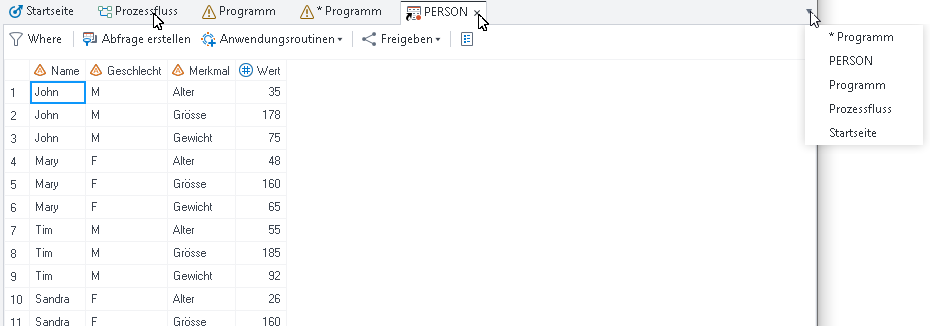 Startseite Prozessfluss Programm * Programm PERSON
Where Abfrage erstellen Anwendungsroutinen Freigeben
* Programm
PERSON
Programm
Prozessfluss
Startseite
Name Geschlecht Merkmal Wert
1 John M Alter 35
2 John M Grösse 178
3 John M Gewicht 75
4 Mary F Alter 48
5 Mary F Grösse 160
6 Mary F Gewicht 65
7 Tim M Alter 55
8 Tim M Grösse 185
9 Tim M Gewicht 92
10 Sandra F Alter 26
11 Sandra F Grösse 160